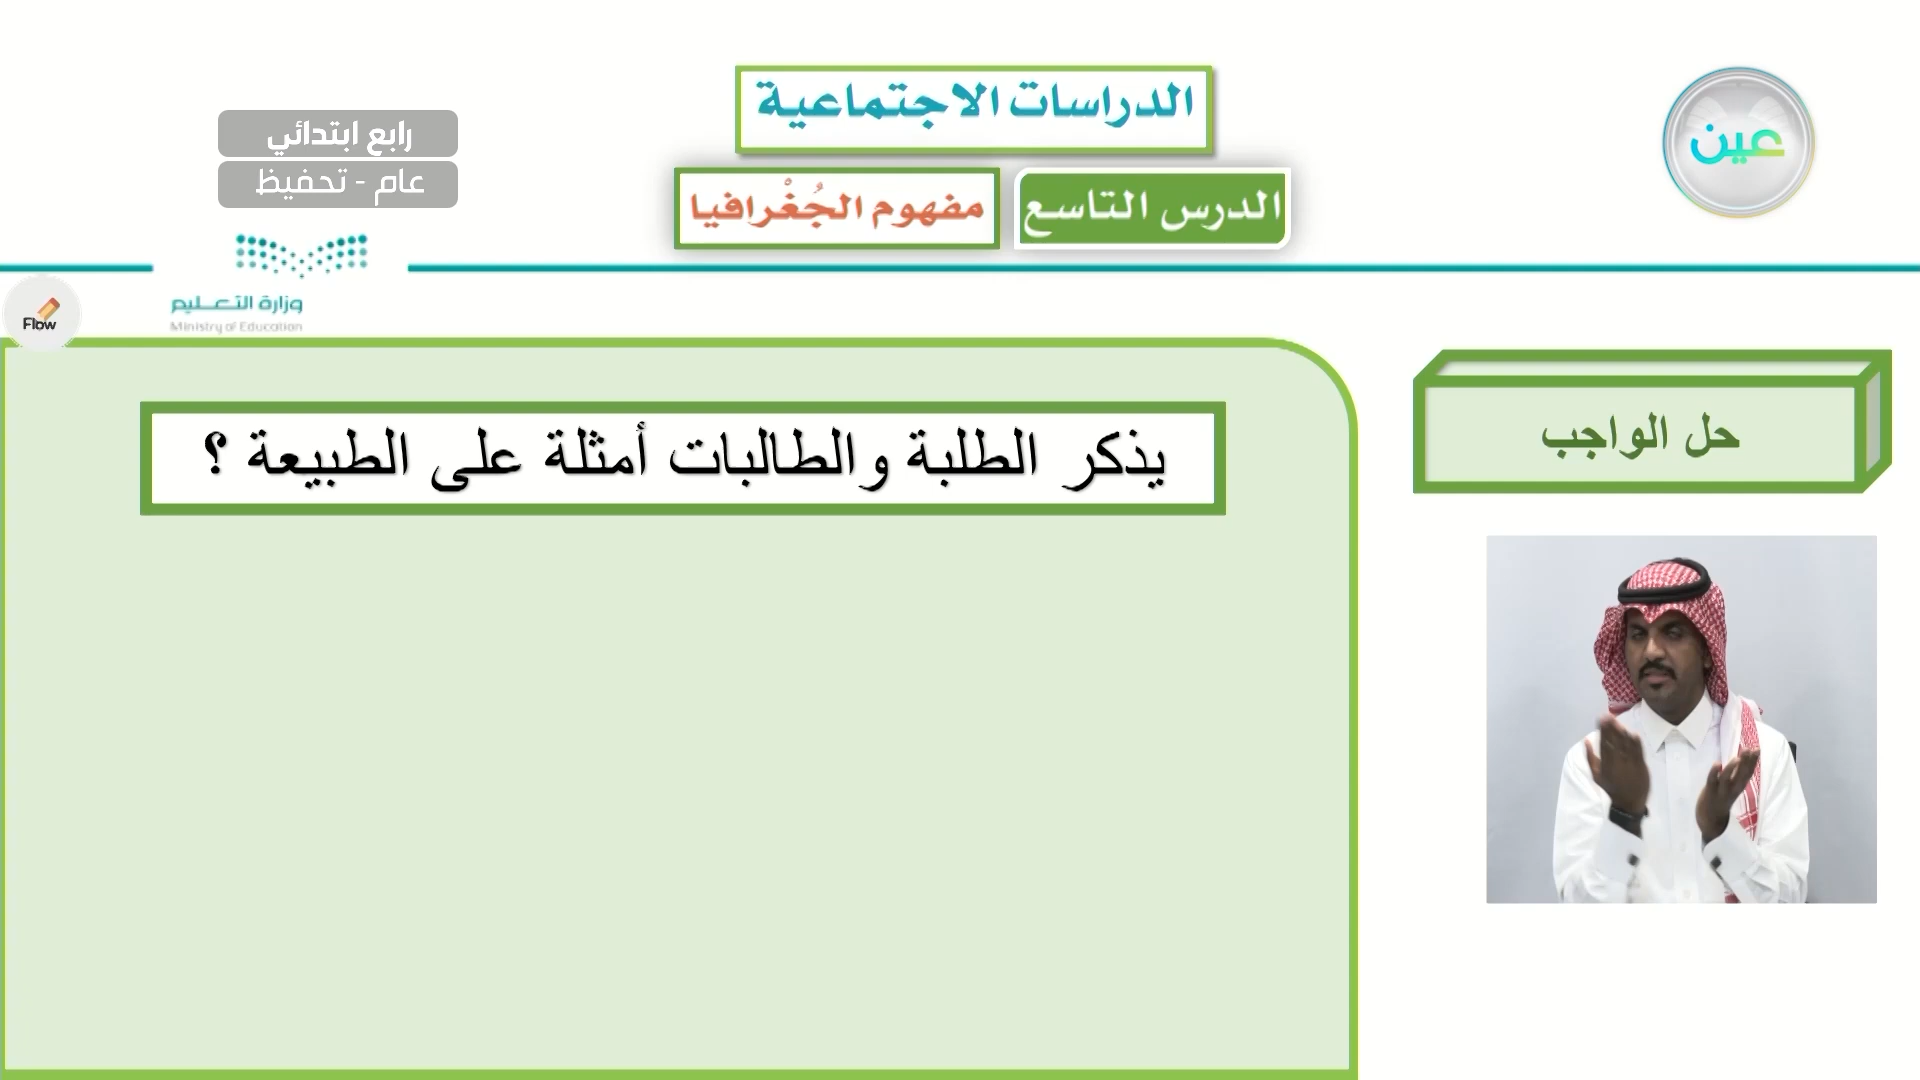 الدراسات الاجتماعية
عين
رابع ابتدائي
عام - تحفيظ
الدرس التاسع
مفهوم الجُغْرافيا
وزارة التعليم
Ministry of Education
Flow
حل الواجب
يذكر الطلبة والطالبات أمثلة على الطبيعة ؟